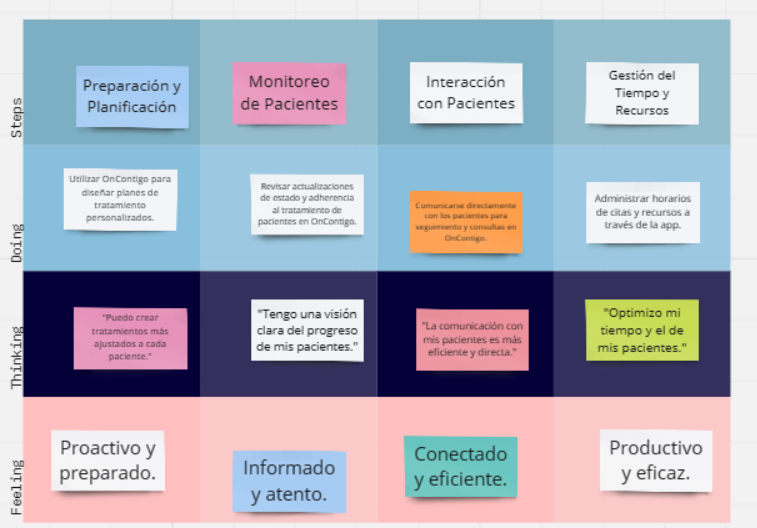 Steps
Preparación y
Planificación
Monitoreo
de Pacientes
Interacción
con Pacientes
Gestión del
Tiempo y
Recursos
Doing
Utilizar OnContigo para
diseñar planes de
tratamiento
personalizados.
Revisar actualizaciones
de estado y adherencia
al tratamiento de
pacientes en OnContigo.
Comunicarse directamente
con los pacientes para
seguimiento y consultas en
OnContigo.
Administrar horarios
de citas y recursos a
través de la app.
Thinking
"Puedo crear
tratamientos más
ajustados a cada
paciente."
"Tengo una visión
clara del progreso
de mis pacientes."
"La comunicación con
mis pacientes es más
eficiente y directa."
"Optimizo mi
tiempo y el de
mis pacientes."
Feeling
Proactivo y
preparado.
Informado
y atento.
Conectado
y eficiente.
Productivo
y eficaz.